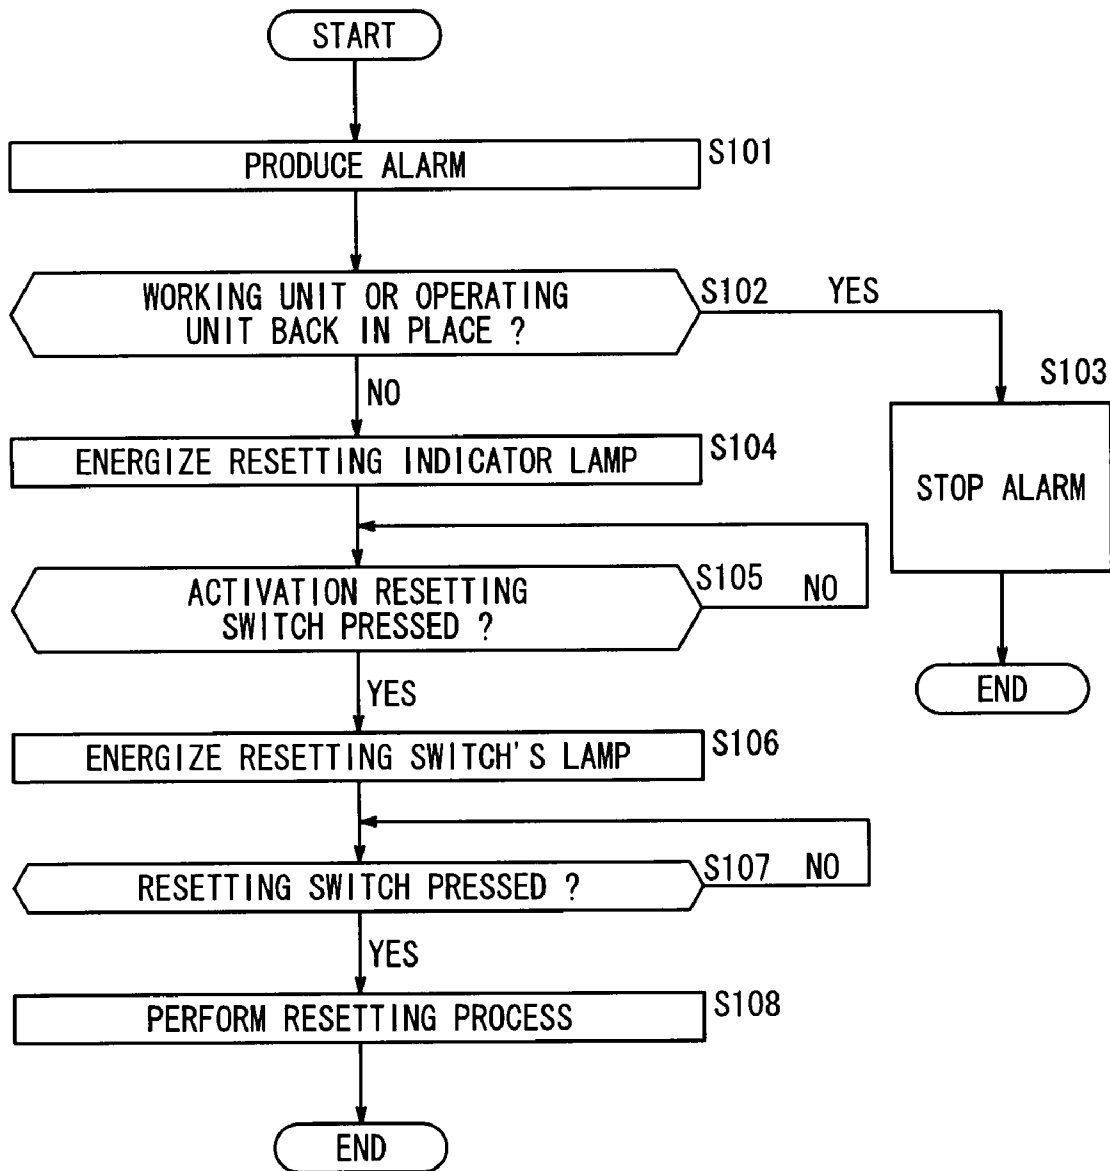 START
PRODUCE ALARM
S101
WORKING UNIT OR OPERATING
UNIT BACK IN PLACE ?
S102
YES
NO
S103
STOP ALARM
END
ENERGIZE RESETTING INDICATOR LAMP
S104
ACTIVATION RESETTING
SWITCH PRESSED ?
S105
NO
YES
ENERGIZE RESETTING SWITCH'S LAMP
S106
RESETTING SWITCH PRESSED ?
S107
NO
YES
PERFORM RESETTING PROCESS
S108
END